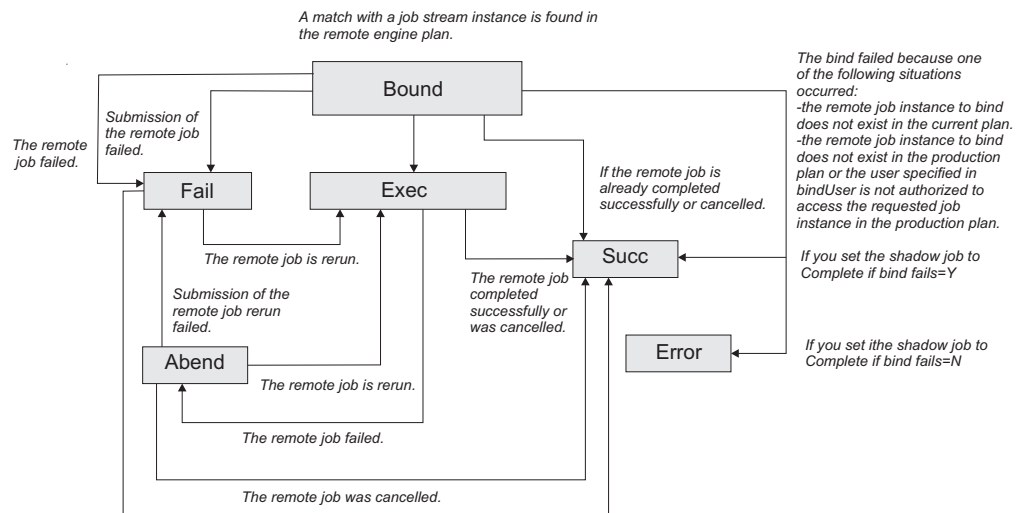 A match with a job stream instance is found in
the remote engine plan.
Bound
The bind failed because one
of the following situations
occurred:
-the remote job instance to bind
does not exist in the current plan.
-the remote job instance to bind
does not exist in the production
plan or the user specified in
bindUser is not authorized to
access the requested job
instance in the production plan.
Submission of
the remote job
failed.
The remote
job failed.
Fail
Exec
If the remote job is
already completed
successfully or cancelled.
The remote job is rerun.
Succ
If you set the shadow job to
Complete if bind fails=Y
The remote job
completed
successfully or
was cancelled.
Submission of the
remote job rerun
failed.
Error
If you set ithe shadow job to
Complete if bind fails=N
Abend
The remote job is rerun.
The remote job failed.
The remote job was cancelled.